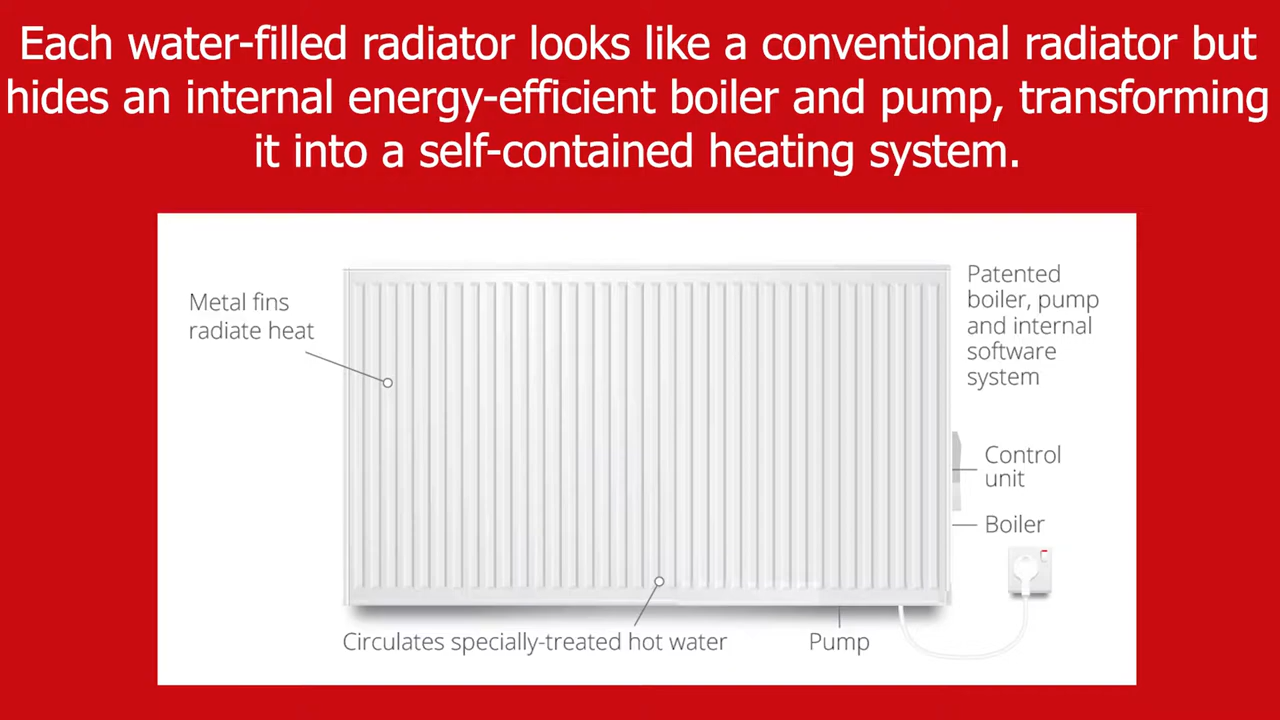 Each water-filled radiator looks like a conventional radiator but
hides an internal energy-efficient boiler and pump, transforming
it into a self-contained heating system.
Metal fins
radiate heat
Patented
boiler, pump
and internal
software
system
Control
unit
Boiler
Circulates specially-treated hot water
Pump